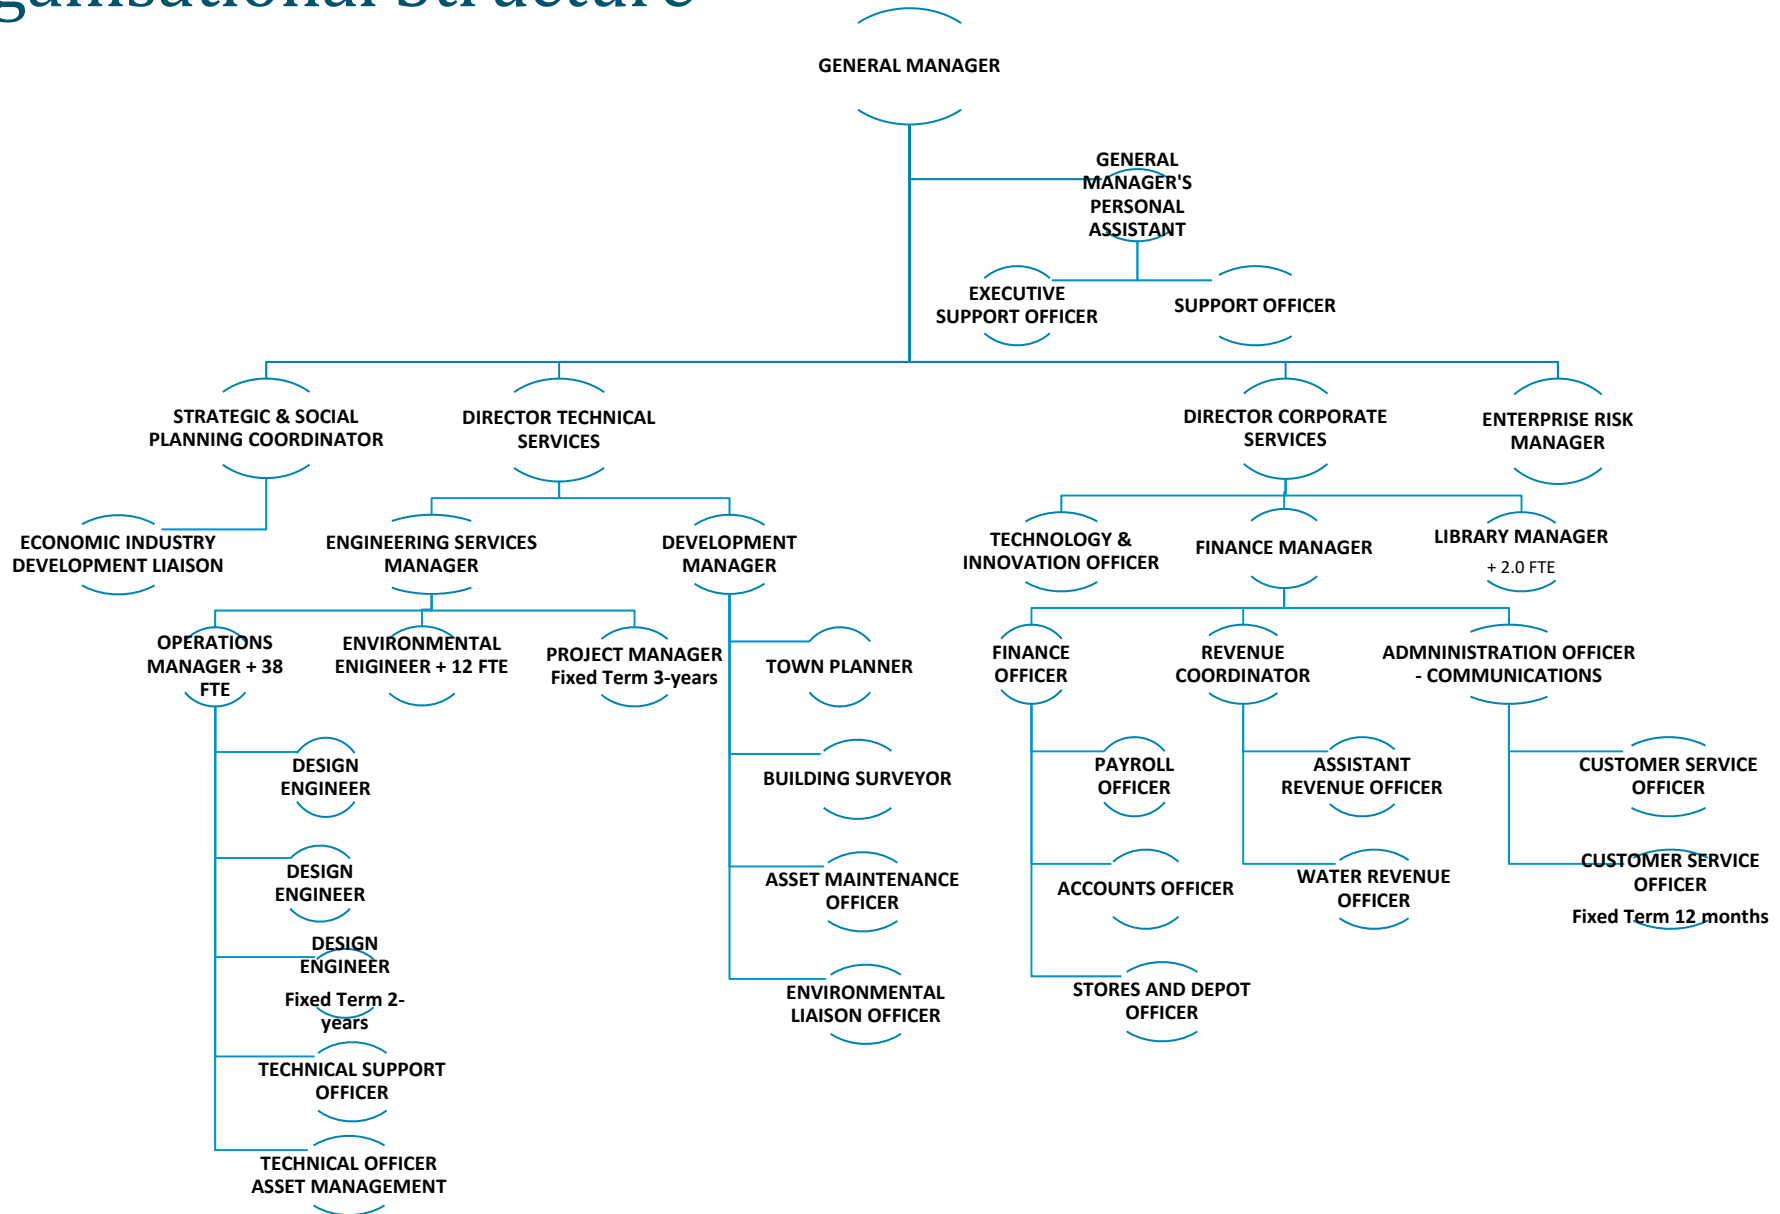 ganisational Structure
GENERAL MANAGER
GENERAL
MANAGER'S
PERSONAL
ASSISTANT
EXECUTIVE
SUPPORT OFFICER
SUPPORT OFFICER
STRATEGIC & SOCIAL
PLANNING COORDINATOR
DIRECTOR TECHNICAL
SERVICES
DIRECTOR CORPORATE
SERVICES
ENTERPRISE RISK
MANAGER
ECONOMIC INDUSTRY
DEVELOPMENT LIAISON
ENGINEERING SERVICES
MANAGER
DEVELOPMENT
MANAGER
TECHNOLOGY &
INNOVATION OFFICER
FINANCE MANAGER
LIBRARY MANAGER
+ 2.0 FTE
OPERATIONS
MANAGER + 38
FTE
ENVIRONMENTAL
ENIGINEER + 12 FTE
PROJECT MANAGER
Fixed Term 3-years
TOWN PLANNER
FINANCE
OFFICER
REVENUE
COORDINATOR
ADMNINISTRATION OFFICER
- COMMUNICATIONS
DESIGN
ENGINEER
BUILDING SURVEYOR
PAYROLL
OFFICER
ASSISTANT
REVENUE OFFICER
CUSTOMER SERVICE
OFFICER
DESIGN
ENGINEER
ASSET MAINTENANCE
OFFICER
ACCOUNTS OFFICER
WATER REVENUE
OFFICER
CUSTOMER SERVICE
OFFICER
Fixed Term 12 months
DESIGN
ENGINEER
Fixed Term 2-
years
ENVIRONMENTAL
LIAISON OFFICER
STORES AND DEPOT
OFFICER
TECHNICAL SUPPORT
OFFICER
TECHNICAL OFFICER
ASSET MANAGEMENT